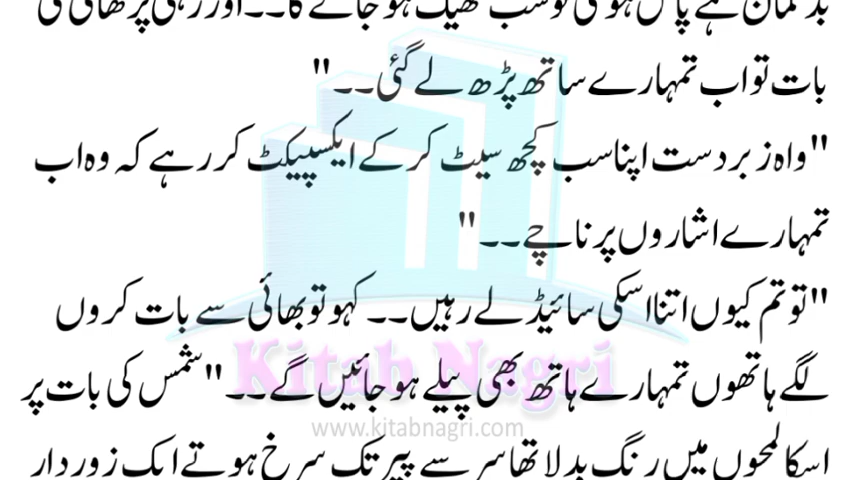 بدگمان ہے پاس ہوگی تو سب ٹھیک ہو جائے گا۔۔ اور رہی پڑھائی کی
بات تو اب تمہارے ساتھ پڑھ لے گئی۔۔"
"واہ زبردست اپنا سب کچھ سیٹ کر کے ایکسپیکٹ کر رہے کہ وہ اب
تمہارے اشاروں پر ناچے۔۔"
"تو تم کیوں اتنا اسکی سائیڈ لے رہیں۔۔ کہو تو بھائی سے بات کروں
Kitab Nagri
لگے ہاتھوں تمہارے ہاتھ بھی پیلے ہو جائیں گے۔۔" شمس کی بات پر
www.kitabnagri.com
اسکا لمحوں میں رنگ بدلا تھا سر سے پیر تک سرخ ہوتے ایک زور دار